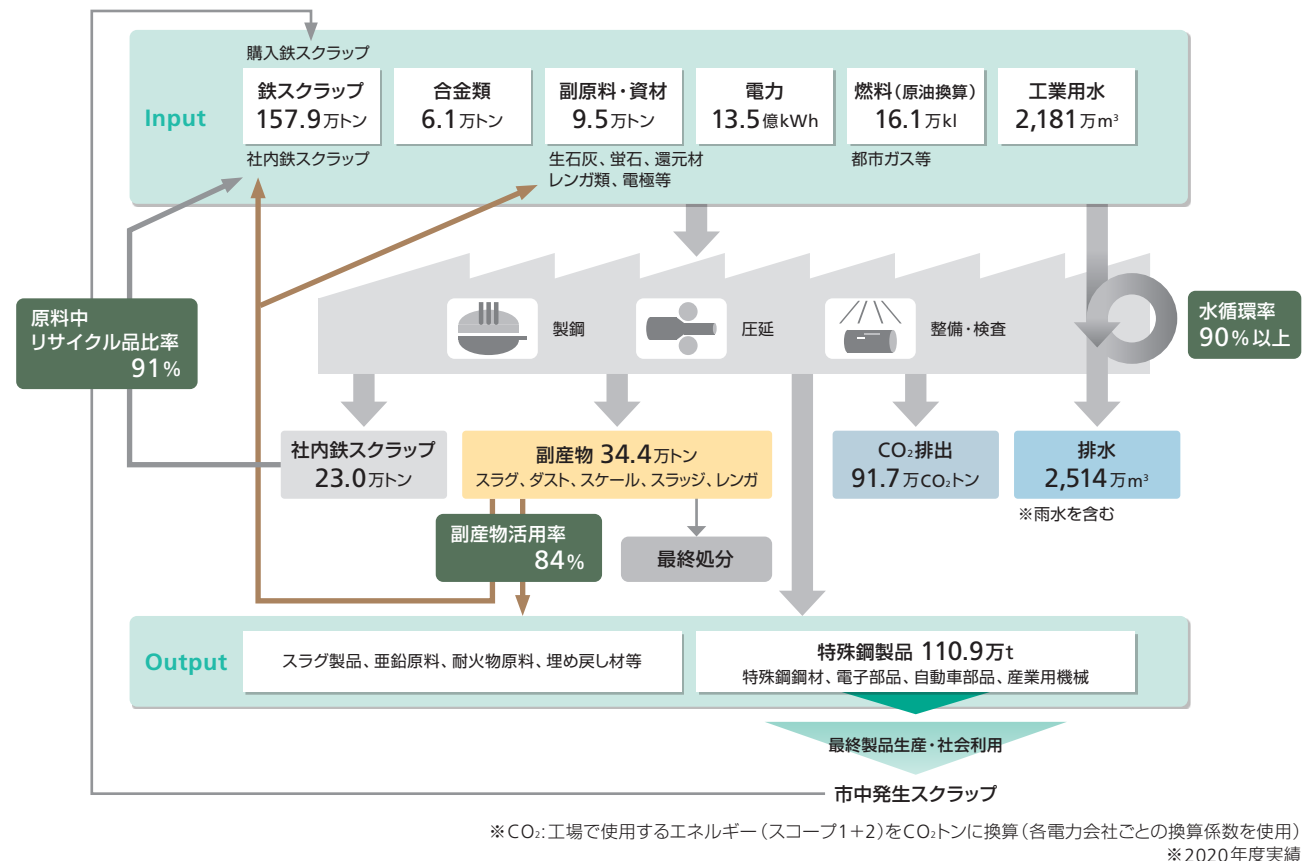 購入鉄スクラップ
Input
鉄スクラップ
157.9万トン
合金類
6.1万トン
副原料・資材
9.5万トン
電力
13.5億kWh
燃料(原油換算)
16.1万kl
工業用水
2,181万m³
社内鉄スクラップ
生石灰、蛍石、還元材
レンガ類、電極等
都市ガス等
原料中
リサイクル品比率
91%
製鋼
圧延
整備・検査
水循環率
90%以上
社内鉄スクラップ
23.0万トン
副産物 34.4万トン
スラグ、ダスト、スケール、スラッジ、レンガ
CO₂排出
91.7万CO₂トン
排水
2,514万m³
※雨水を含む
副産物活用率
84%
最終処分
Output
スラグ製品、亜鉛原料、耐火物原料、埋め戻し材等
特殊鋼製品 110.9万t
特殊鋼鋼材、電子部品、自動車部品、産業用機械
最終製品生産・社会利用
市中発生スクラップ
※CO₂:工場で使用するエネルギー(スコープ1+2)をCO₂トンに換算(各電力会社ごとの換算係数を使用)
※2020年度実績